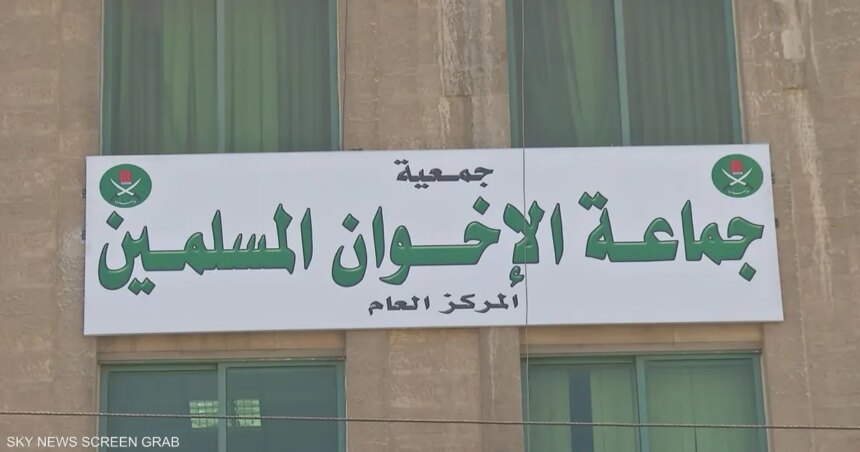 جمعية
جماعة الإخوان المسلمين
المركز العام
SKY NEWS SCREEN GRAB